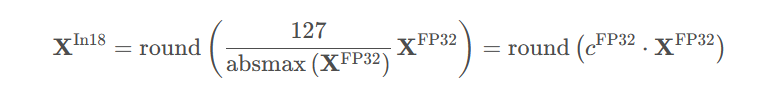 X^In18 = round ( 127 / absmax (X^FP32) X^FP32 ) = round (c^FP32 · X^FP32)